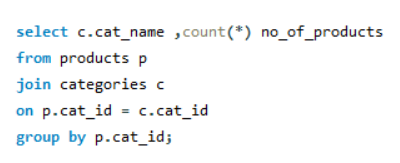 select c.cat_name ,count(*) no_of_products
from products p
join categories c
on p.cat_id = c.cat_id
group by p.cat_id;